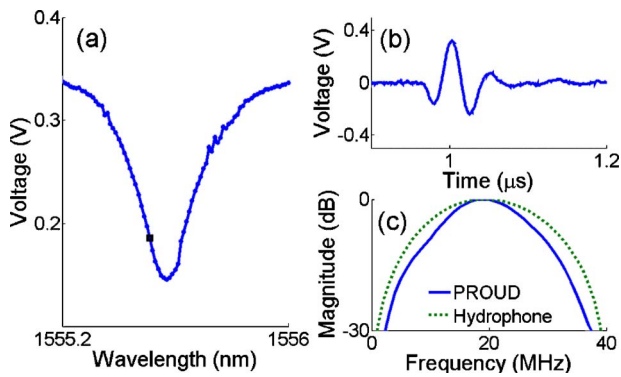 (a)
Voltage (V)
0.4
0.3
0.2
1555.2
1556
Wavelength (nm)
(b)
Voltage (V)
0.4
0
-0.4
1
1.2
Time (μs)
(c)
Magnitude (dB)
0
-30
PROUD
Hydrophone
0
20
40
Frequency (MHz)